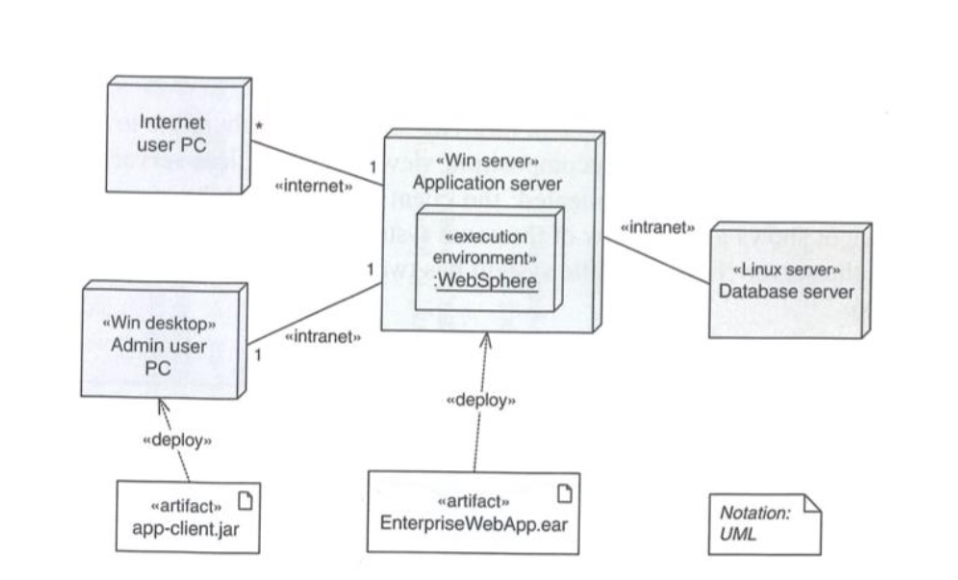 Internet
user PC
*
1
«internet»
«Win server»
Application server
«execution
environment»
:WebSphere
«intranet»
«Linux server»
Database server
«Win desktop»
Admin user
PC
1
1
«intranet»
«deploy»
«deploy»
«artifact»
app-client.jar
«artifact»
EnterpriseWebApp.ear
Notation:
UML